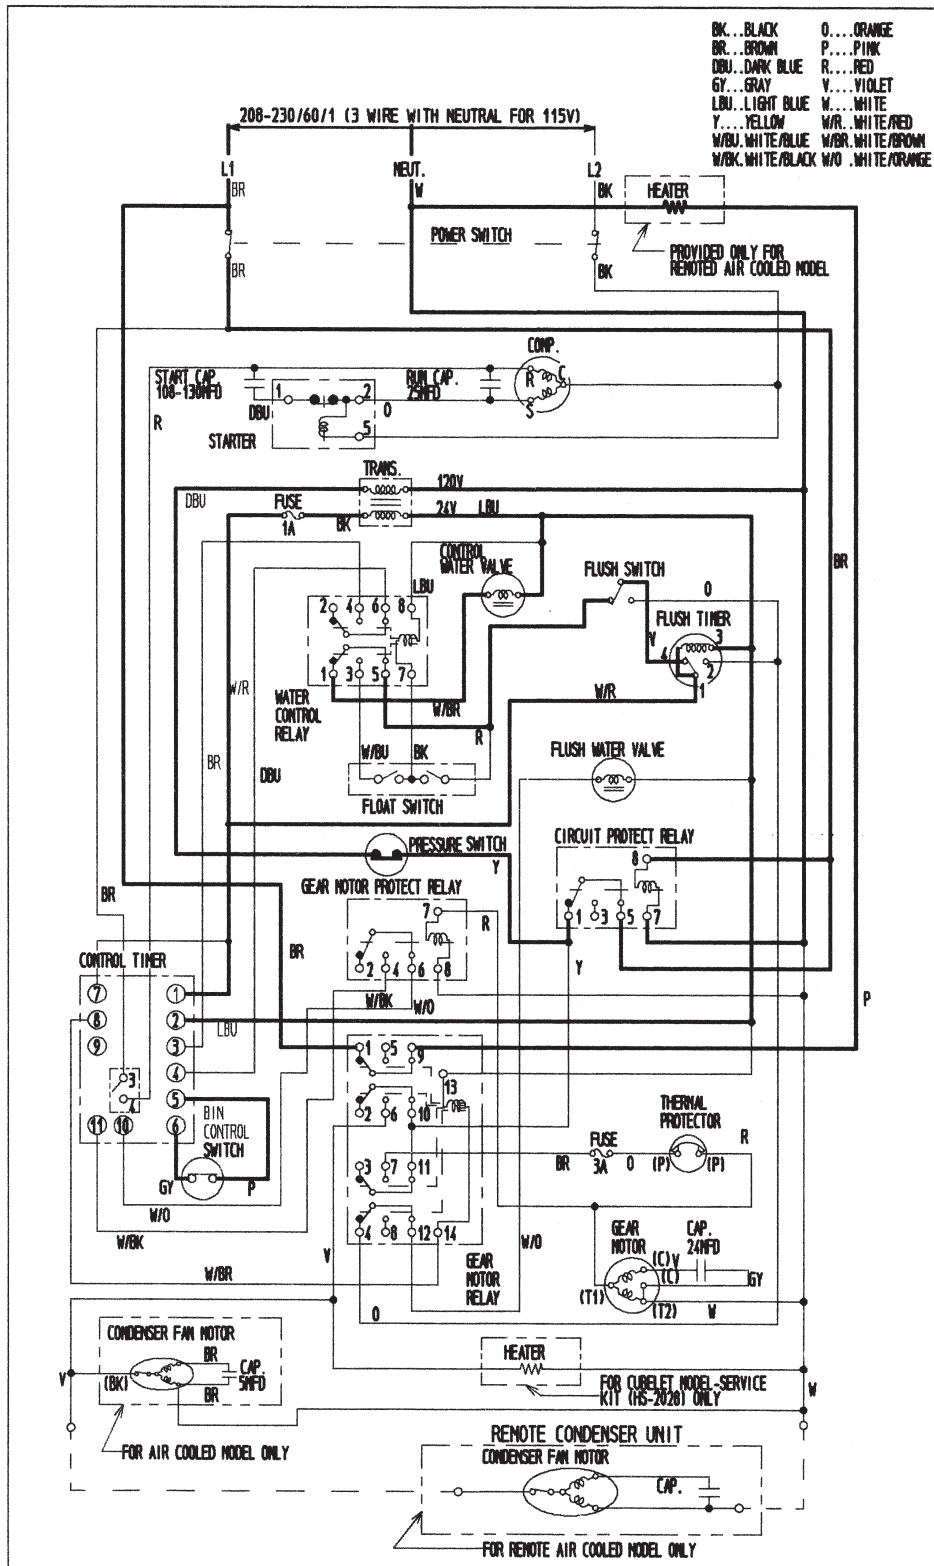 BK...BLACK O....ORANGE
BR...BROWN P....PINK
DBU..DARK BLUE R....RED
GY...GRAY V....VIOLET
LBU..LIGHT BLUE W....WHITE
Y....YELLOW W/R..WHITE/RED
W/BU.WHITE/BLUE W/BR.WHITE/BROWN
W/BK.WHITE/BLACK W/O .WHITE/ORANGE
208-230/60/1 (3 WIRE WITH NEUTRAL FOR 115V)
L1 NEUT. L2
BR W BK HEATER
POWER SWITCH
PROVIDED ONLY FOR
REMOTED AIR COOLED MODEL
BR BK
COMP.
START CAP.
108-130MFD
RUN CAP.
25MFD
R C
S
1 2
DBU O
R
5
STARTER
TRANS.
120V
DBU
FUSE
1A
BK
24V LBU
CONTROL
WATER VALVE
BR
FLUSH SWITCH
LBU
O
2 4 6 8
FLUSH TIMER
V
3
4
2
1
1 3 5 7
W/R
WATER
CONTROL
RELAY
W/BR
W/R
R
W/BU BK
BR
DBU
FLUSH WATER VALVE
FLOAT SWITCH
CIRCUIT PROTECT RELAY
PRESSURE SWITCH
Y
8
GEAR MOTOR PROTECT RELAY
BR
7
R
1 3 5 7
BR
2 4 6 8
Y
CONTROL TIMER
W/BK W/O
P
7 1
8 2
LBU
9 3
1 5 9
4
13
3
4
5
2 6 10
11 10 6
BIN
CONTROL
SWITCH
THERMAL
PROTECTOR
FUSE
3A
R
BR O (P) (P)
3 7 11
GY P
W/O
W/BK
4 8 12 14
V
W/O
GEAR
MOTOR
CAP.
24MFD
(C)V
(C)
GY
W/BR
GEAR
MOTOR
RELAY
(T1)
(T2) W
O
CONDENSER FAN MOTOR
BR
CAP.
5MFD
V
(BK)
BR
HEATER
FOR CUBELET MODEL-SERVICE
KIT (HS-2028) ONLY
W
FOR AIR COOLED MODEL ONLY
REMOTE CONDENSER UNIT
CONDENSER FAN MOTOR
CAP.
FOR REMOTE AIR COOLED MODEL ONLY